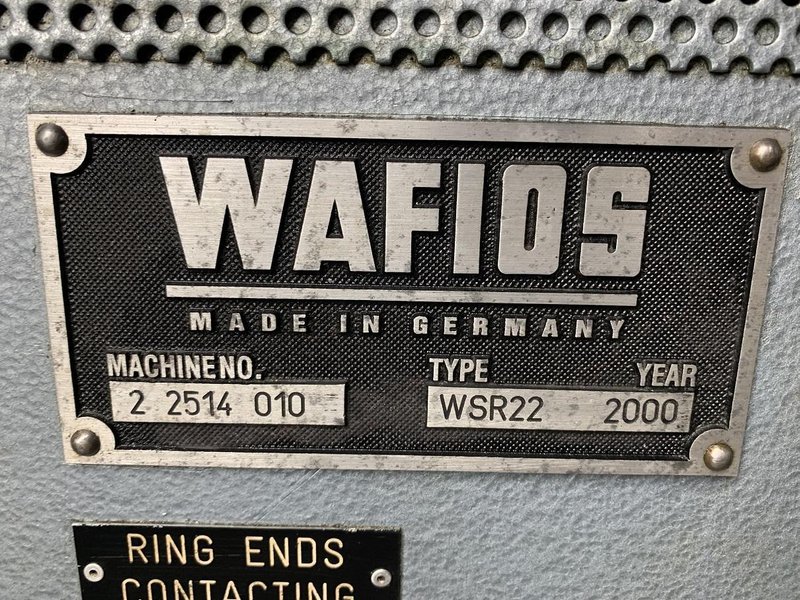 WAFIOS
MADE IN GERMANY
MACHINE NO. TYPE YEAR
2 2514 010 WSR22 2000
RING ENDS
CONTACTING